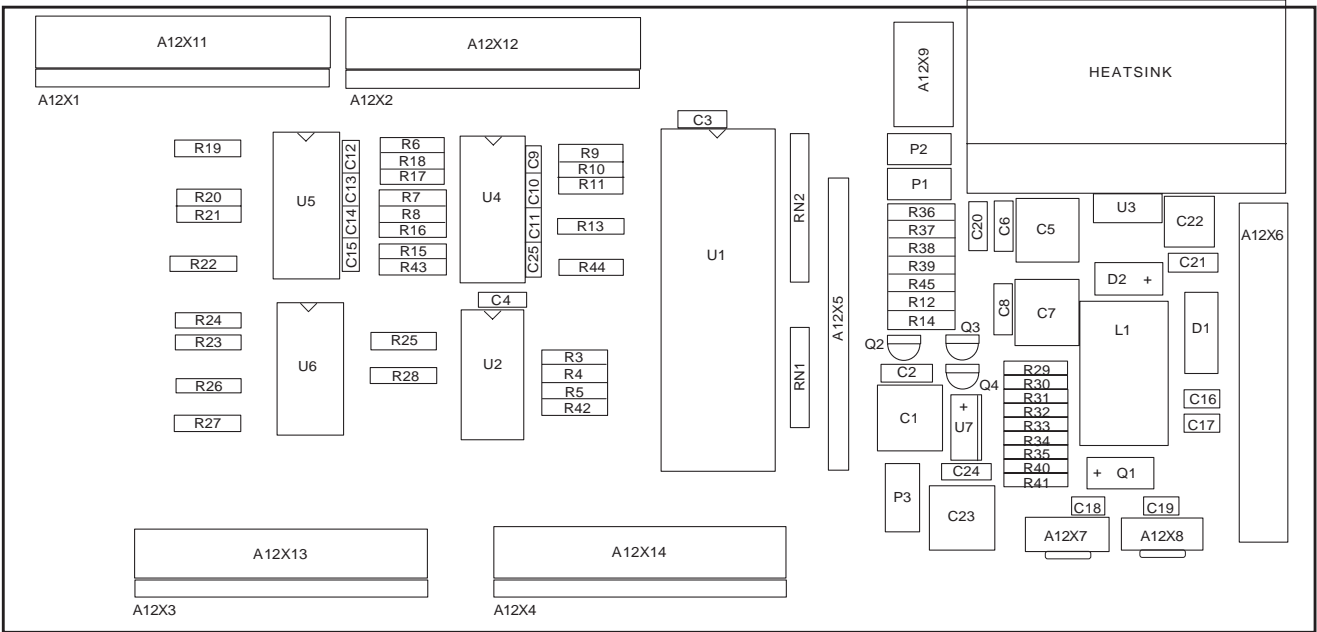 A12X11
A12X12
A12X9
HEATSINK
A12X1
A12X2
C3
R19
U5
C12
C13
C14
C15
R6
R18
R17
U4
C9
C10
C11
C25
R9
R10
R11
P2
P1
R20
R21
R7
R8
R16
R13
U1
RN2
R36
R37
R38
R39
R45
R12
R14
C20
C6
C5
U3
C22
A12X6
R22
R15
R43
R44
C21
D2 +
C4
A12X5
C8
C7
L1
D1
R24
R23
U6
R25
U2
R3
R4
R5
R42
RN1
Q2
Q3
R26
R28
C2
Q4
R29
R30
R31
R32
R33
R34
R35
R40
R41
C16
C17
R27
C1
+
U7
C24
+ Q1
P3
C23
C18
C19
A12X7
A12X8
A12X13
A12X14
A12X3
A12X4